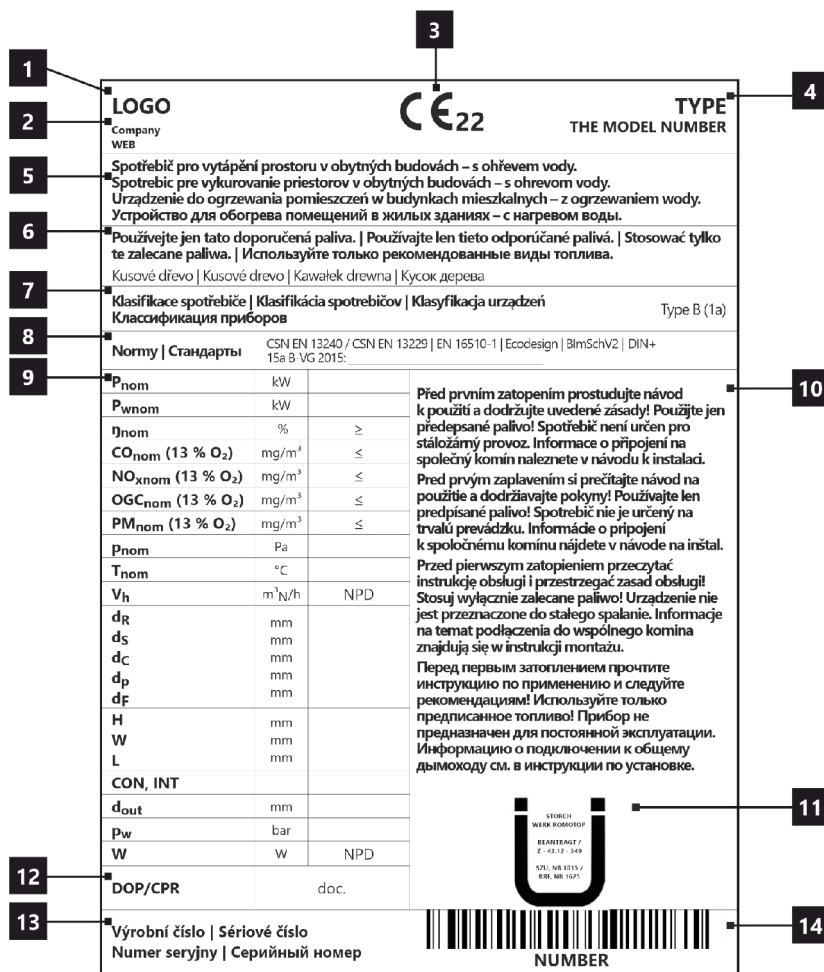 3
1
4
LOGO
CE 22
TYPE
2
Company
THE MODEL NUMBER
WEB
5
Spotřebič pro vytápění prostoru v obytných budovách – s ohřevem vody.
Spotrebic pre vykurovanie priestorov v obytných budovách – s ohrevom vody.
Urządzenie do ogrzewania pomieszczeń w budynkach mieszkalnych – z ogrzewaniem wody.
Устройство для обогрева помещений в жилых зданиях – с нагревом воды.
6
Používejte jen tato doporučená paliva. | Používajte len tieto odporúčané palivá. | Stosować tylko
te zalecane paliwa. | Используйте только рекомендованные виды топлива.
Kusové dřevo | Kusové drevo | Kawałek drewna | Кусок дерева
7
Klasifikace spotřebiče | Klasifikácia spotrebičov | Klasyfikacja urządzeń
Классификация приборов
Type B (1a)
8
Normy | Стандарты
CSN EN 13240 / CSN EN 13229 | EN 16510-1 | Ecodesign | BImSchV2 | DIN+
15a B-VG 2015:
9
Pnom kW
Pwnom kW
ηnom % ≥
COnom (13 % O₂) mg/m³ ≤
NOxnom (13 % O₂) mg/m³ ≤
OGCnom (13 % O₂) mg/m³ ≤
PMnom (13 % O₂) mg/m³ ≤
pnom Pa
Tnom °C
Vh m³N/h NPD
dR mm
dS mm
dC mm
dp mm
dF mm
H mm
W mm
L mm
CON, INT
dout mm
pw bar
W W NPD
12
DOP/CPR doc.
10
Před prvním zatopením prostudujte návod
k použití a dodržujte uvedené zásady! Použijte jen
předepsané palivo! Spotřebič není určen pro
stáložárný provoz. Informace o připojení na
společný komín naleznete v návodu k instalaci.
Pred prvým zaplavením si prečítajte návod na
použitie a dodržiavajte pokyny! Používajte len
predpísané palivo! Spotrebič nie je určený na
trvalú prevádzku. Informácie o pripojení
k spoločnému komínu nájdete v návode na inštal.
Przed pierwszym zatopieniem przeczytać
instrukcję obsługi i przestrzegać zasad obsługi!
Stosuj wyłącznie zalecane paliwo! Urządzenie nie
jest przeznaczone do stałego spalanie. Informacje
na temat podłączenia do wspólnego komina
znajdują się w instrukcji montażu.
Перед первым затоплением прочтите
инструкцию по применению и следуйте
рекомендациям! Используйте только
предписанное топливо! Прибор не
предназначен для постоянной эксплуатации.
Информацию о подключении к общему
дымоходу см. в инструкции по установке.
11
STORCH
WERK ROMOTOP
BEANTRAGT /
Z - 43.12 - 349
SZU, NB 1015 /
RRF, NB 1625
13
Výrobní číslo | Sériové číslo
Numer seryjny | Серийный номер
14
NUMBER